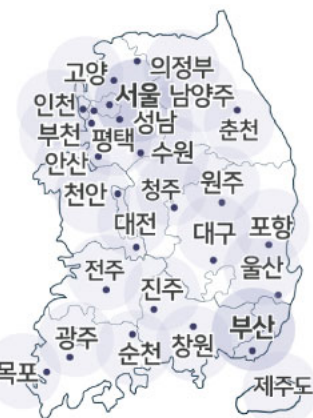 고양 의정부
인천 서울 남양주
부천 평택 성남 춘천
안산 수원
천안 청주 원주
대전 대구 포항
전주 울산
진주
광주 부산
목포 순천 창원
제주도